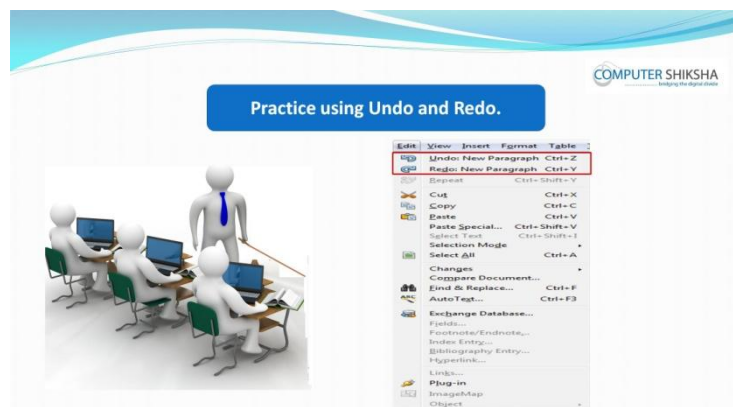 COMPUTER SHIKSHA
bridging the digital divide
Practice using Undo and Redo.
Edit View Insert Format Table
Undo: New Paragraph Ctrl+Z
Redo: New Paragraph Ctrl+Y
Repeat Ctrl+Shift+Y
Cut Ctrl+X
Copy Ctrl+C
Paste Ctrl+V
Paste Special... Ctrl+Shift+V
Select Text Ctrl+Shift+I
Selection Mode
Select All Ctrl+A
Changes
Compare Document...
Find & Replace... Ctrl+F
AutoText... Ctrl+F3
Exchange Database...
Fields...
Footnote/Endnote...
Index Entry...
Bibliography Entry...
Hyperlink...
Links...
Plug-in
ImageMap
Object